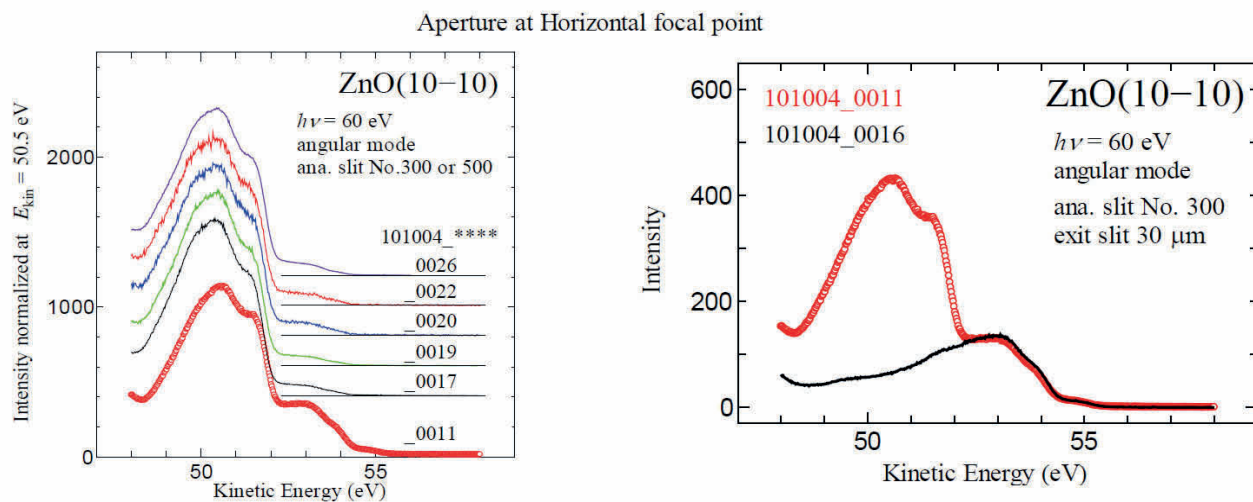 Aperture at Horizontal focal point
ZnO(10−10)
hν = 60 eV
angular mode
ana. slit No.300 or 500
101004_****
_0026
_0022
_0020
_0019
_0017
_0011
Intensity normalized at Ekin = 50.5 eV
2000
1000
0
50
55
Kinetic Energy (eV)
ZnO(10−10)
101004_0011
101004_0016
hν = 60 eV
angular mode
ana. slit No. 300
exit slit 30 μm
Intensity
600
400
200
0
50
55
Kinetic Energy (eV)